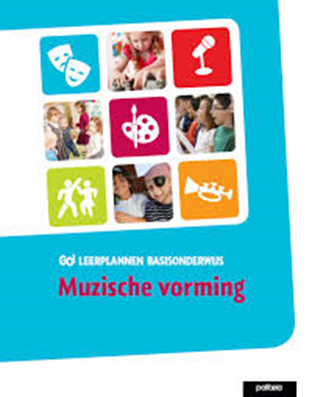 GO! LEERPLANNEN BASISONDERWIJS
Muzische vorming
politeia